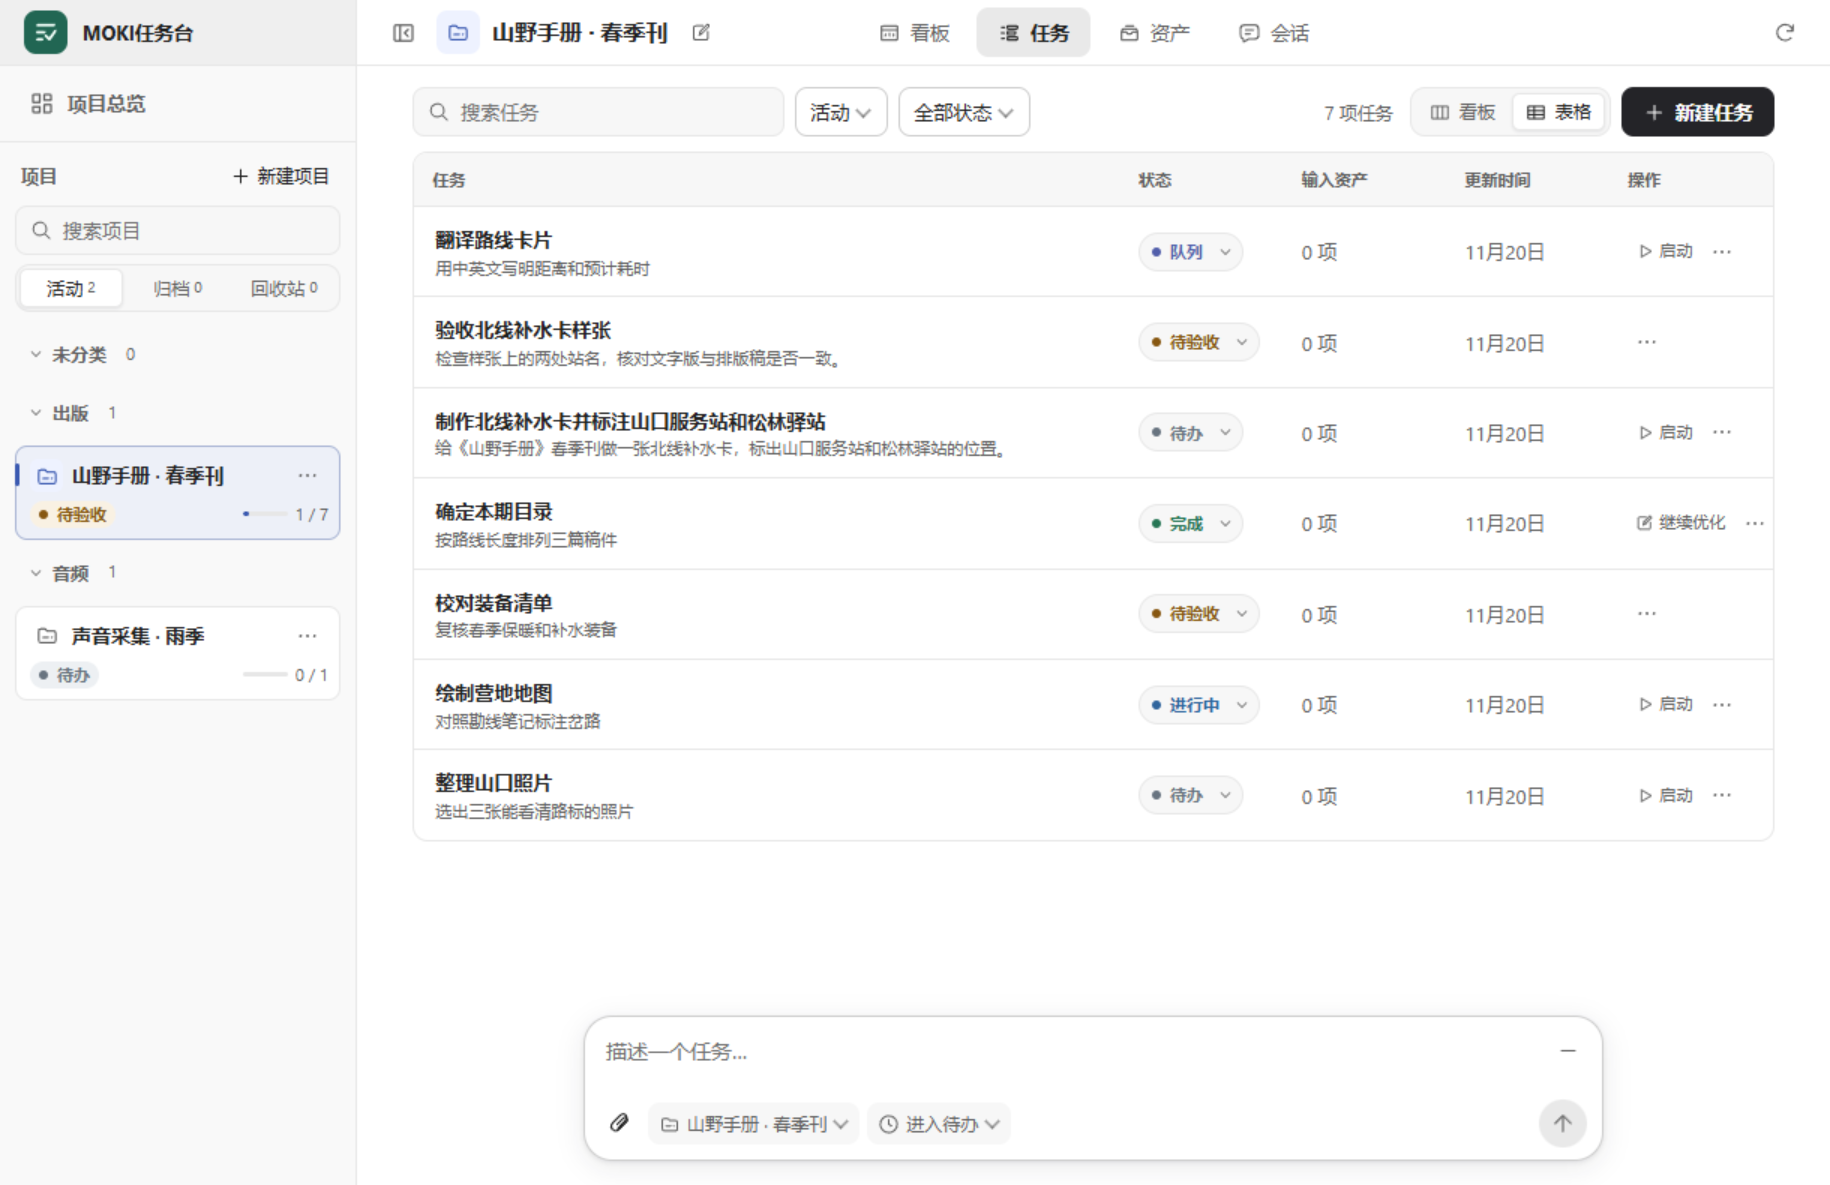 MOKI任务台
山野手册 · 春季刊
看板
任务
资产
会话
项目总览
项目
新建项目
搜索项目
活动 2
归档 0
回收站 0
未分类 0
出版 1
山野手册 · 春季刊
待验收
1 / 7
音频 1
声音采集 · 雨季
待办
0 / 1
搜索任务
活动
全部状态
7 项任务
看板
表格
新建任务
任务 状态 输入资产 更新时间 操作
翻译路线卡片
用中英文写明距离和预计耗时
队列 0 项 11月20日 启动
验收北线补水卡样张
检查样张上的两处站名，核对文字版与排版稿是否一致。
待验收 0 项 11月20日
制作北线补水卡并标注山口服务站和松林驿站
给《山野手册》春季刊做一张北线补水卡，标出山口服务站和松林驿站的位置。
待办 0 项 11月20日 启动
确定本期目录
按路线长度排列三篇稿件
完成 0 项 11月20日 继续优化
校对装备清单
复核春季保暖和补水装备
待验收 0 项 11月20日
绘制营地地图
对照勘线笔记标注岔路
进行中 0 项 11月20日 启动
整理山口照片
选出三张能看清路标的照片
待办 0 项 11月20日 启动
描述一个任务...
山野手册 · 春季刊
进入待办